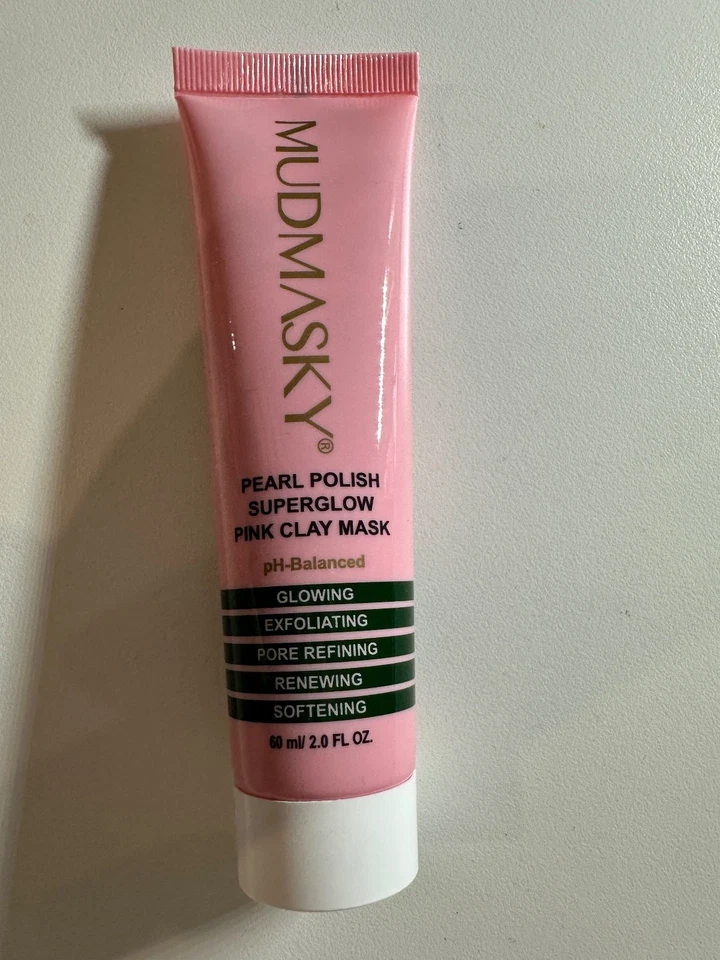 MUDMASKY®
PEARL POLISH
SUPERGLOW
PINK CLAY MASK
pH-Balanced
GLOWING
EXFOLIATING
PORE REFINING
RENEWING
SOFTENING
60 ml/ 2.0 FL OZ.